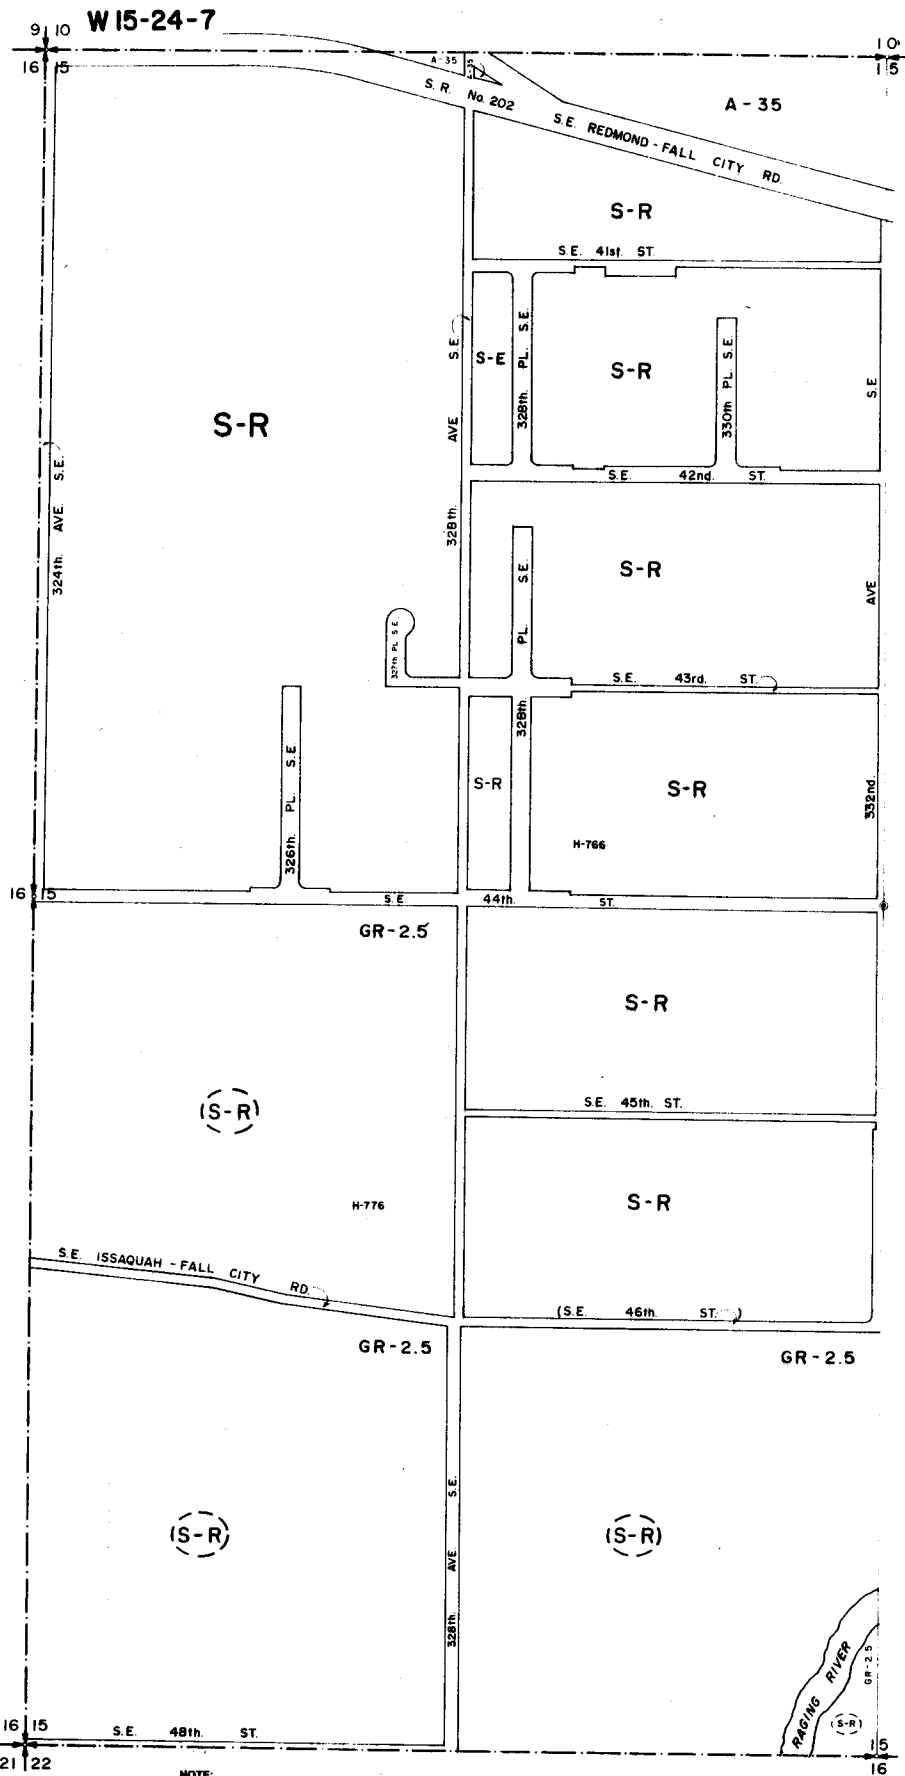 W 15-24-7
9 10
16 15
10
15
A-35
A-35
S. R. No. 202
A-35
S.E. REDMOND-FALL CITY RD.
S-R
S.E. 41st. ST.
S-E
328th. PL. S.E.
S-R
330th PL. S.E.
S.E. 42nd. ST.
S-R
324th. AVE S.E.
328th. AVE S.E.
332nd. AVE S.E.
S-R
328th. PL. S.E.
327th PL S.E.
S.E. 43rd. ST.
326th. PL. S.E
S-R
S-R
H-766
16 15
S.E 44th. ST.
GR-2.5
S-R
(S-R)
S.E. 45th. ST.
S-R
H-776
S.E. ISSAQUAH-FALL CITY RD.
(S.E. 46th. ST.)
GR-2.5
GR-2.5
(S-R)
328th. AVE. S.E.
(S-R)
RAGING RIVER
GR-2.5
(S-R)
S.E. 48th. ST.
16 15
21 22
15
16
NOTE: